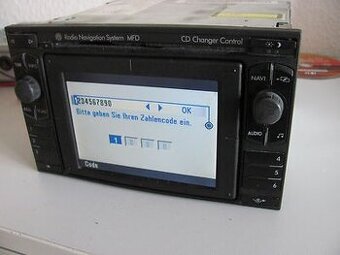 Radio Navigation System MFD
CD Changer Control
NAVI
1234567890
OK
Bitte geben Sie Ihren Zahlencode ein.
1
Code
AUDIO
4
5
6